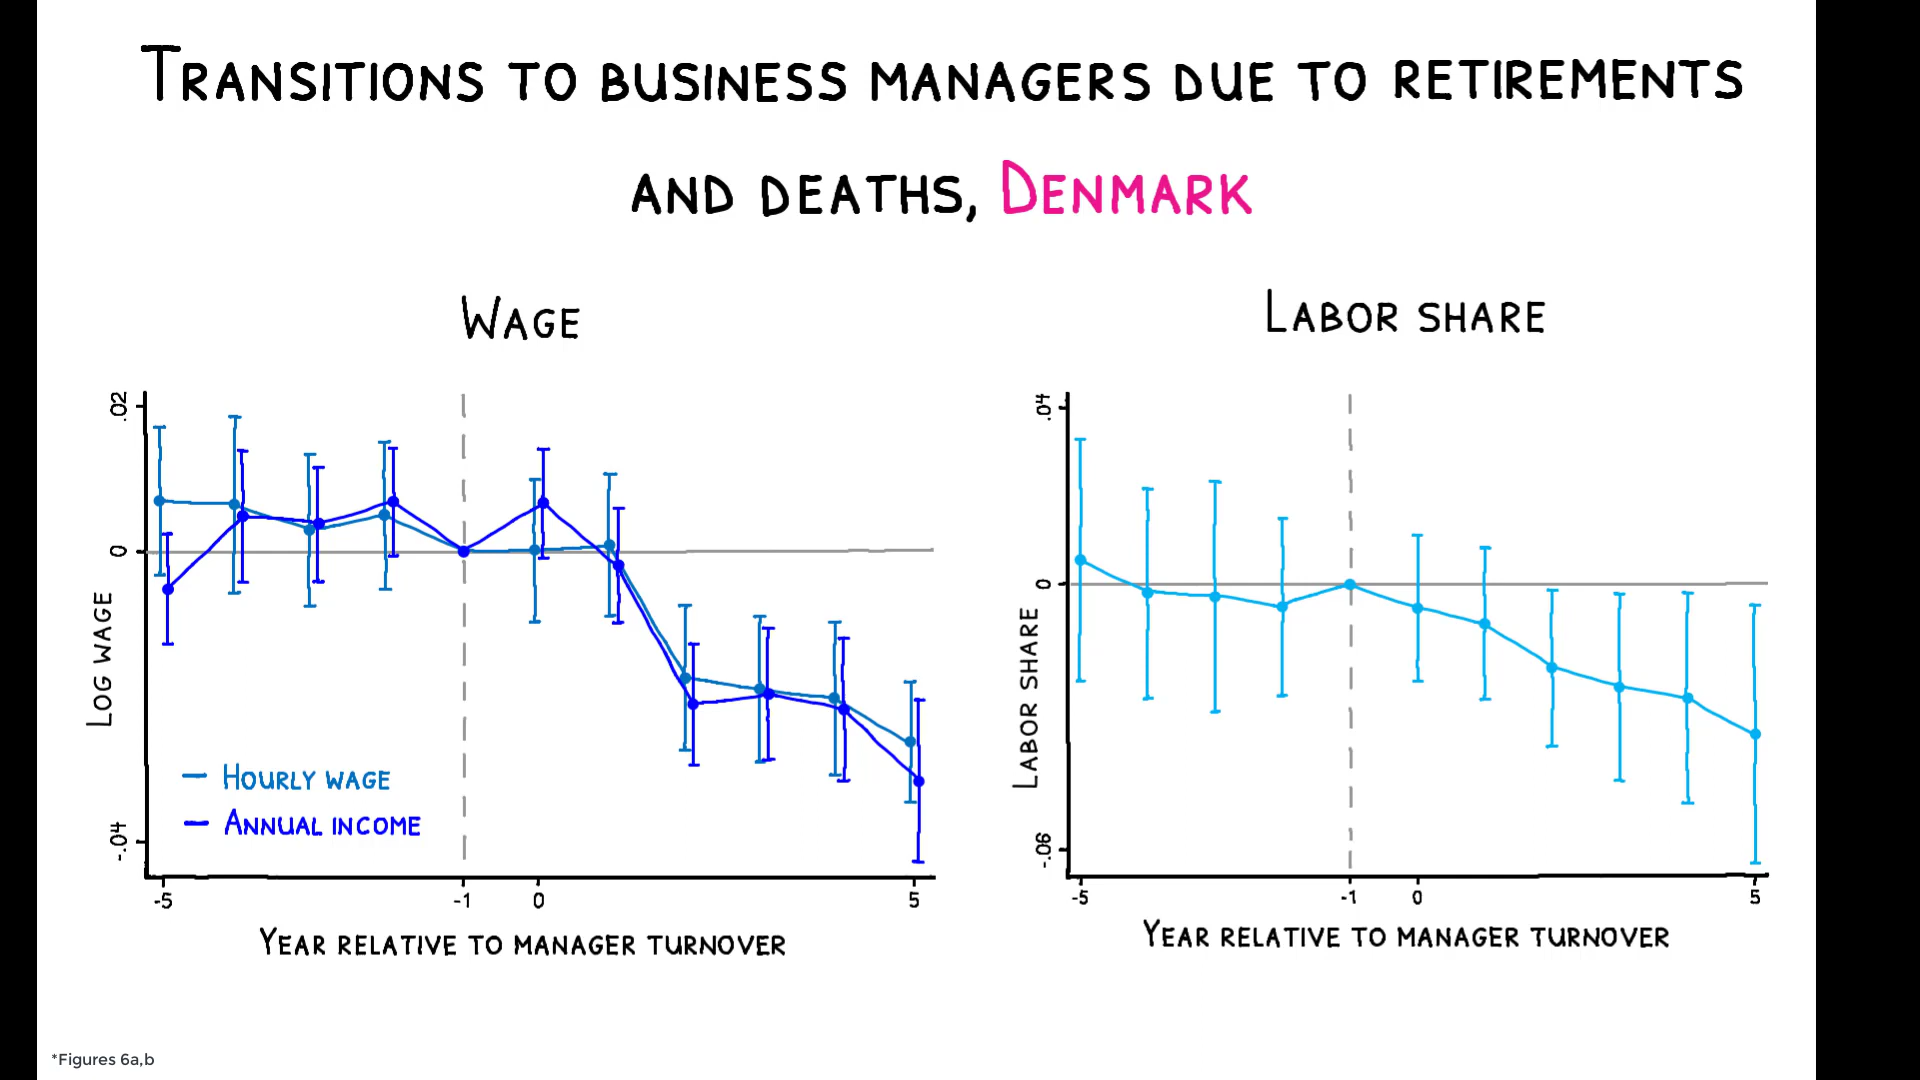 Transitions to business managers due to retirements
and deaths, Denmark
Wage
.02
0
-.04
Log wage
Hourly wage
Annual income
-5
-1
0
5
Year relative to manager turnover
Labor share
.04
0
-.06
Labor share
-5
-1
0
5
Year relative to manager turnover
*Figures 6a,b